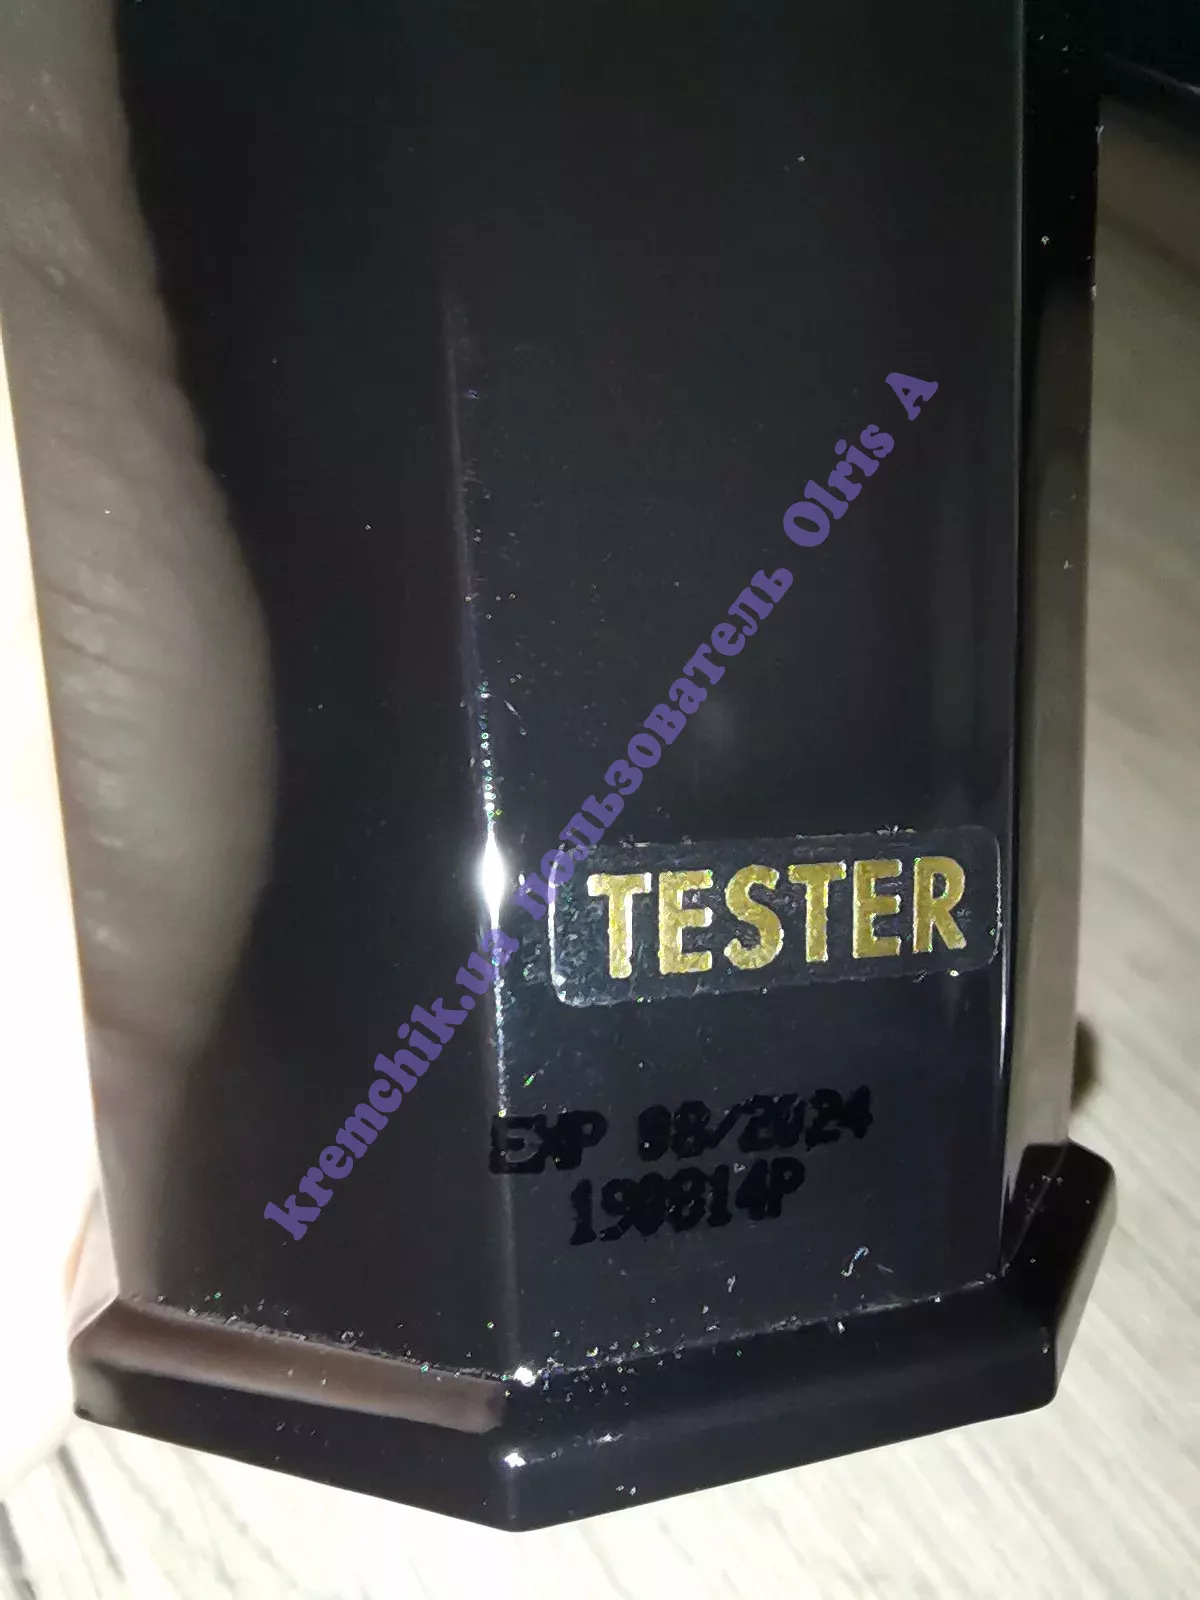 kremchik.ua пользователь Olris A
TESTER
EXP 08/2024
190814P